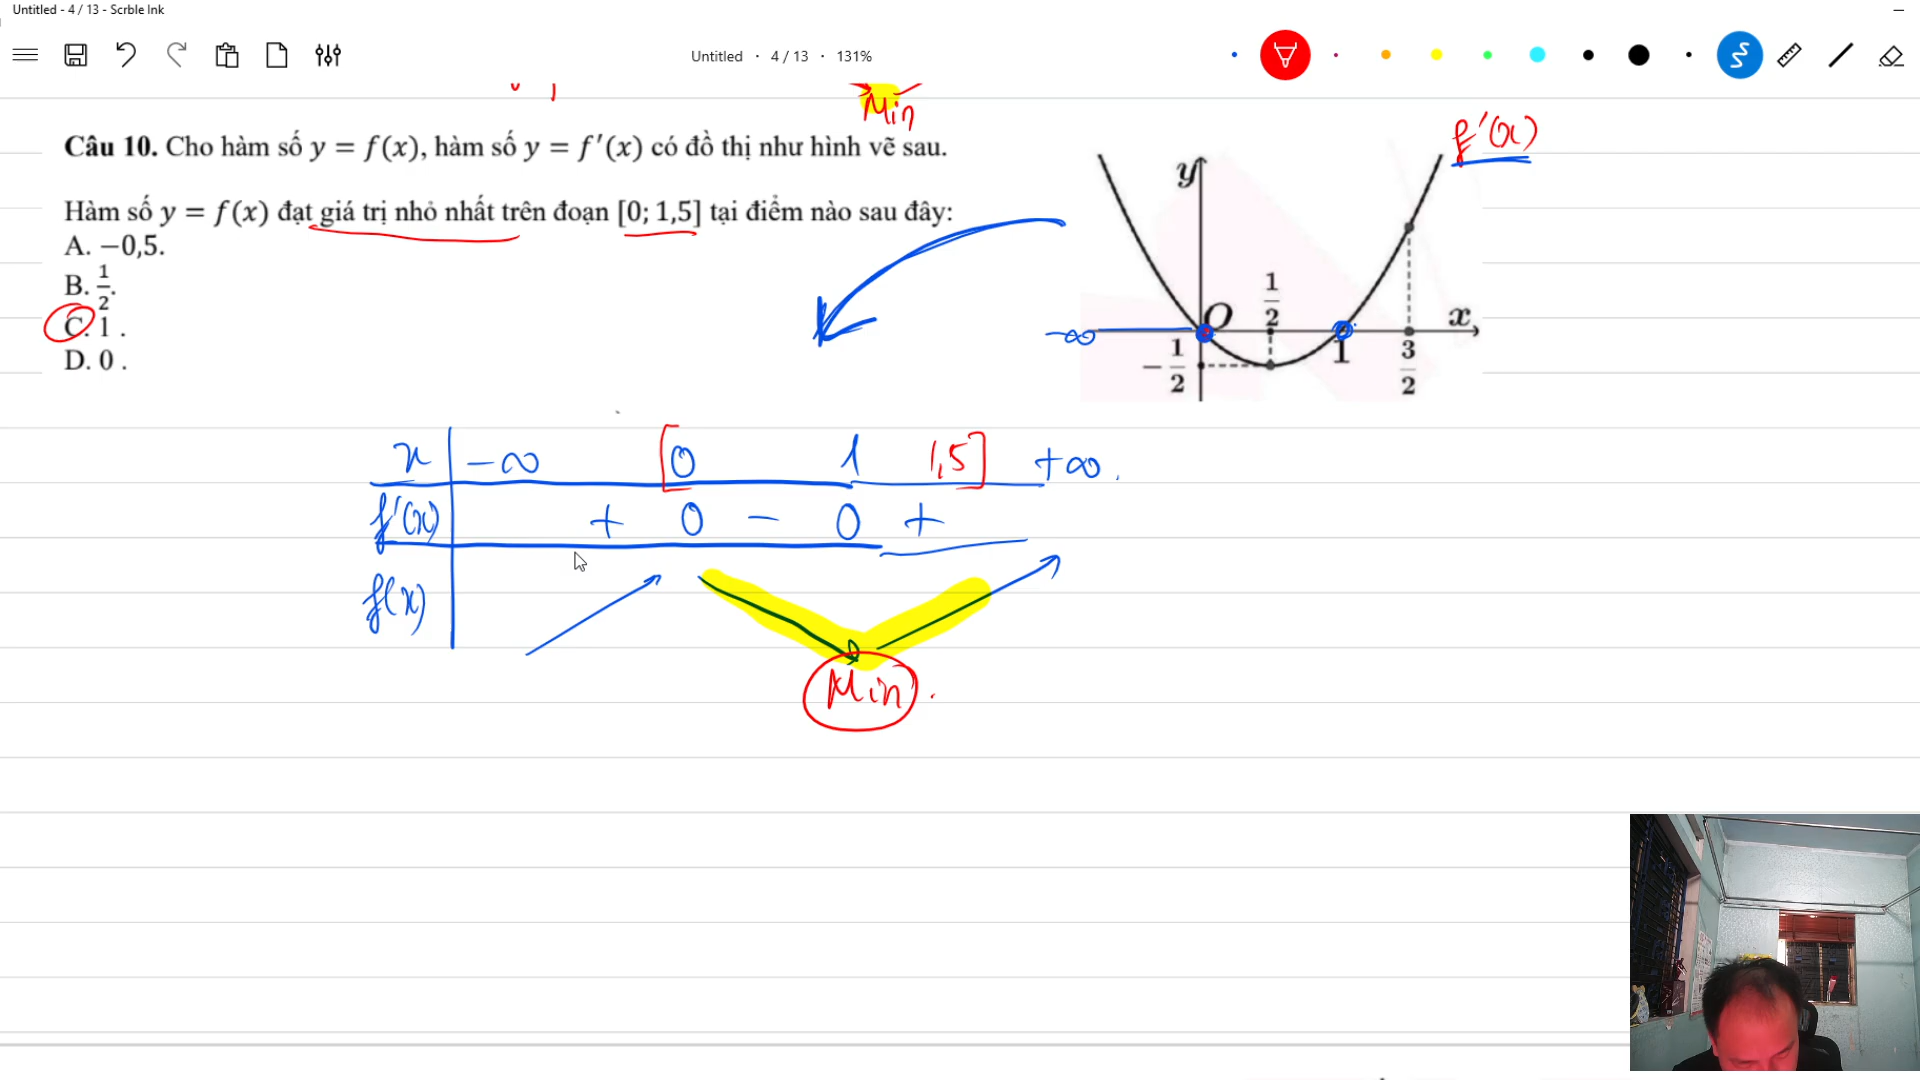 Untitled - 4 / 13 - Scrble Ink
Untitled · 4 / 13 · 131%
Min
Câu 10. Cho hàm số y = f(x), hàm số y = f′(x) có đồ thị như hình vẽ sau.
Hàm số y = f(x) đạt giá trị nhỏ nhất trên đoạn [0; 1,5] tại điểm nào sau đây:
A. −0,5.
B. 1/2.
C. 1 .
D. 0 .
f'(x)
y
O
1/2
x
-∞
−1/2
1
3/2
x -∞ [0 1 1,5] +∞
f'(x) + 0 - 0 +
f(x)
Min